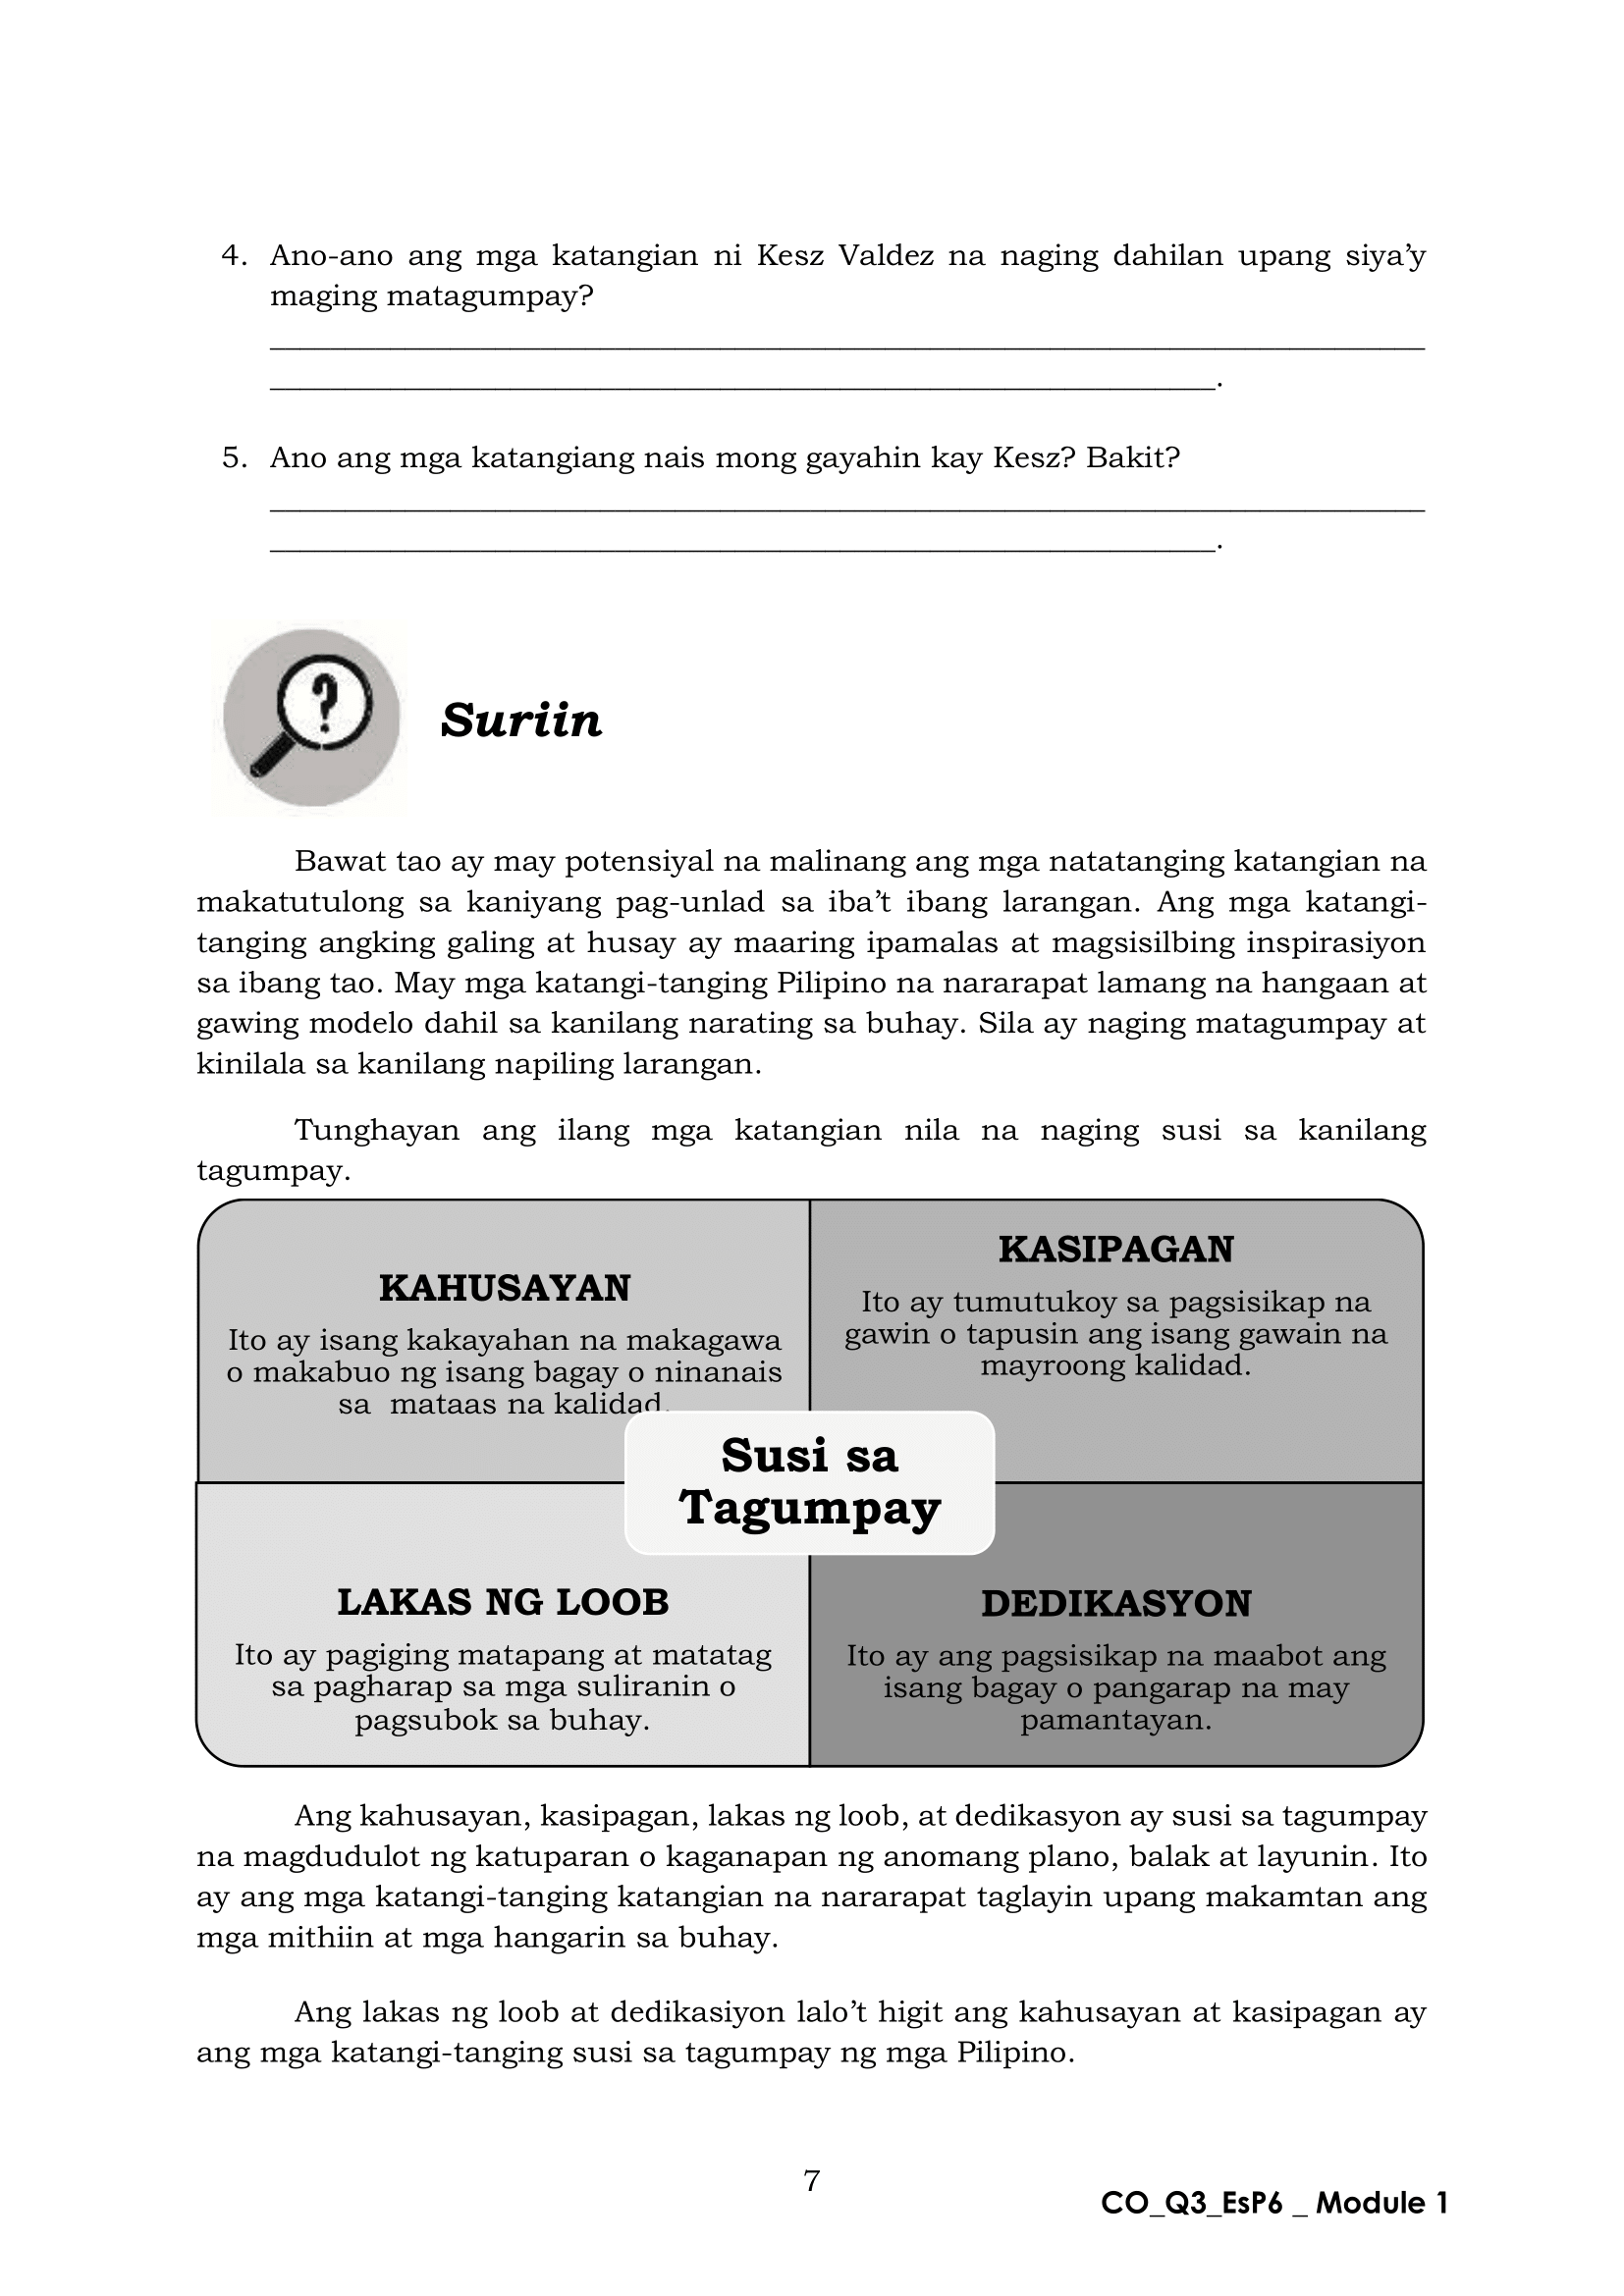 4. Ano-ano ang mga katangian ni Kesz Valdez na naging dahilan upang siya’y
maging matagumpay?
______________________________________________________________________________
________________________________________________________________.
5. Ano ang mga katangiang nais mong gayahin kay Kesz? Bakit?
______________________________________________________________________________
________________________________________________________________.
?
Suriin
Bawat tao ay may potensiyal na malinang ang mga natatanging katangian na
makatutulong sa kaniyang pag-unlad sa iba’t ibang larangan. Ang mga katangi-
tanging angking galing at husay ay maaring ipamalas at magsisilbing inspirasiyon
sa ibang tao. May mga katangi-tanging Pilipino na nararapat lamang na hangaan at
gawing modelo dahil sa kanilang narating sa buhay. Sila ay naging matagumpay at
kinilala sa kanilang napiling larangan.
Tunghayan ang ilang mga katangian nila na naging susi sa kanilang
tagumpay.
KAHUSAYAN
Ito ay isang kakayahan na makagawa
o makabuo ng isang bagay o ninanais
sa mataas na kalidad.
KASIPAGAN
Ito ay tumutukoy sa pagsisikap na
gawin o tapusin ang isang gawain na
mayroong kalidad.
Susi sa
Tagumpay
LAKAS NG LOOB
Ito ay pagiging matapang at matatag
sa pagharap sa mga suliranin o
pagsubok sa buhay.
DEDIKASYON
Ito ay ang pagsisikap na maabot ang
isang bagay o pangarap na may
pamantayan.
Ang kahusayan, kasipagan, lakas ng loob, at dedikasyon ay susi sa tagumpay
na magdudulot ng katuparan o kaganapan ng anomang plano, balak at layunin. Ito
ay ang mga katangi-tanging katangian na nararapat taglayin upang makamtan ang
mga mithiin at mga hangarin sa buhay.
Ang lakas ng loob at dedikasiyon lalo’t higit ang kahusayan at kasipagan ay
ang mga katangi-tanging susi sa tagumpay ng mga Pilipino.
7
CO_Q3_EsP6 _ Module 1